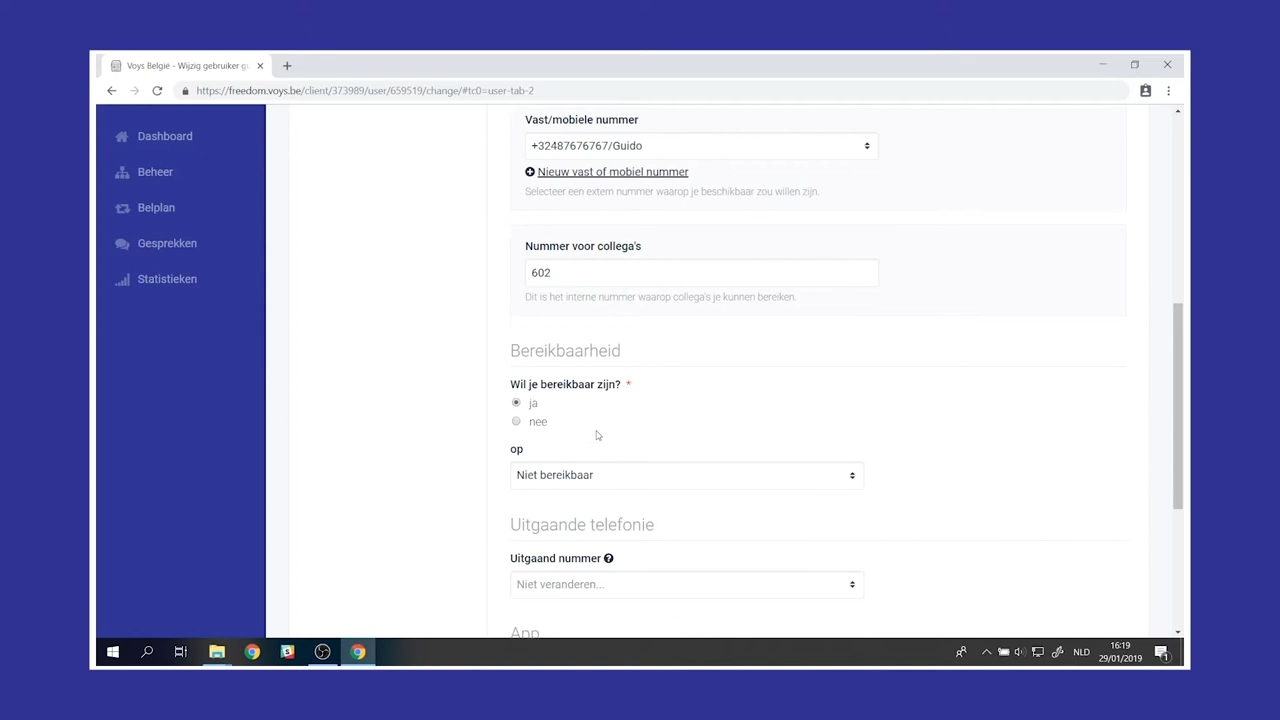 Voys België - Wijzig gebruiker gu
https://freedom.voys.be/client/373989/user/659519/change/#tc0=user-tab-2
Dashboard
Beheer
Belplan
Gesprekken
Statistieken
Vast/mobiele nummer
+32487676767/Guido
Nieuw vast of mobiel nummer
Selecteer een extern nummer waarop je beschikbaar zou willen zijn.
Nummer voor collega's
602
Dit is het interne nummer waarop collega's je kunnen bereiken.
Bereikbaarheid
Wil je bereikbaar zijn? *
ja
nee
op
Niet bereikbaar
Uitgaande telefonie
Uitgaand nummer
Niet veranderen...
App
NLD
16:19
29/01/2019
1